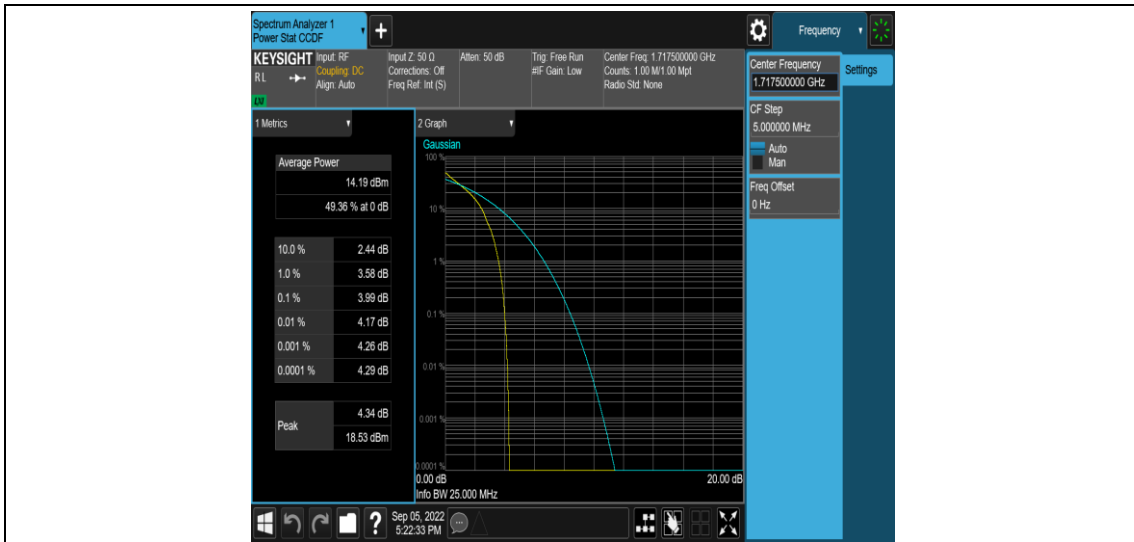 Spectrum Analyzer 1
Power Stat CCDF
+
Frequency
KEYSIGHT
RL
LXI
Input: RF
Coupling: DC
Align: Auto
Input Z: 50 Ω
Corrections: Off
Freq Ref: Int (S)
Atten: 50 dB
Trig: Free Run
#IF Gain: Low
Center Freq: 1.717500000 GHz
Counts: 1.00 M/1.00 Mpt
Radio Std: None
Center Frequency
1.717500000 GHz
Settings
CF Step
5.000000 MHz
Auto
Man
Freq Offset
0 Hz
1 Metrics
Average Power
14.19 dBm
49.36 % at 0 dB
10.0 % 2.44 dB
1.0 % 3.58 dB
0.1 % 3.99 dB
0.01 % 4.17 dB
0.001 % 4.26 dB
0.0001 % 4.29 dB
Peak
4.34 dB
18.53 dBm
2 Graph
Gaussian
100 %
10 %
1 %
0.1 %
0.01 %
0.001 %
0.0001 %
0.00 dB 20.00 dB
Info BW 25.000 MHz
?
Sep 05, 2022
5:22:33 PM